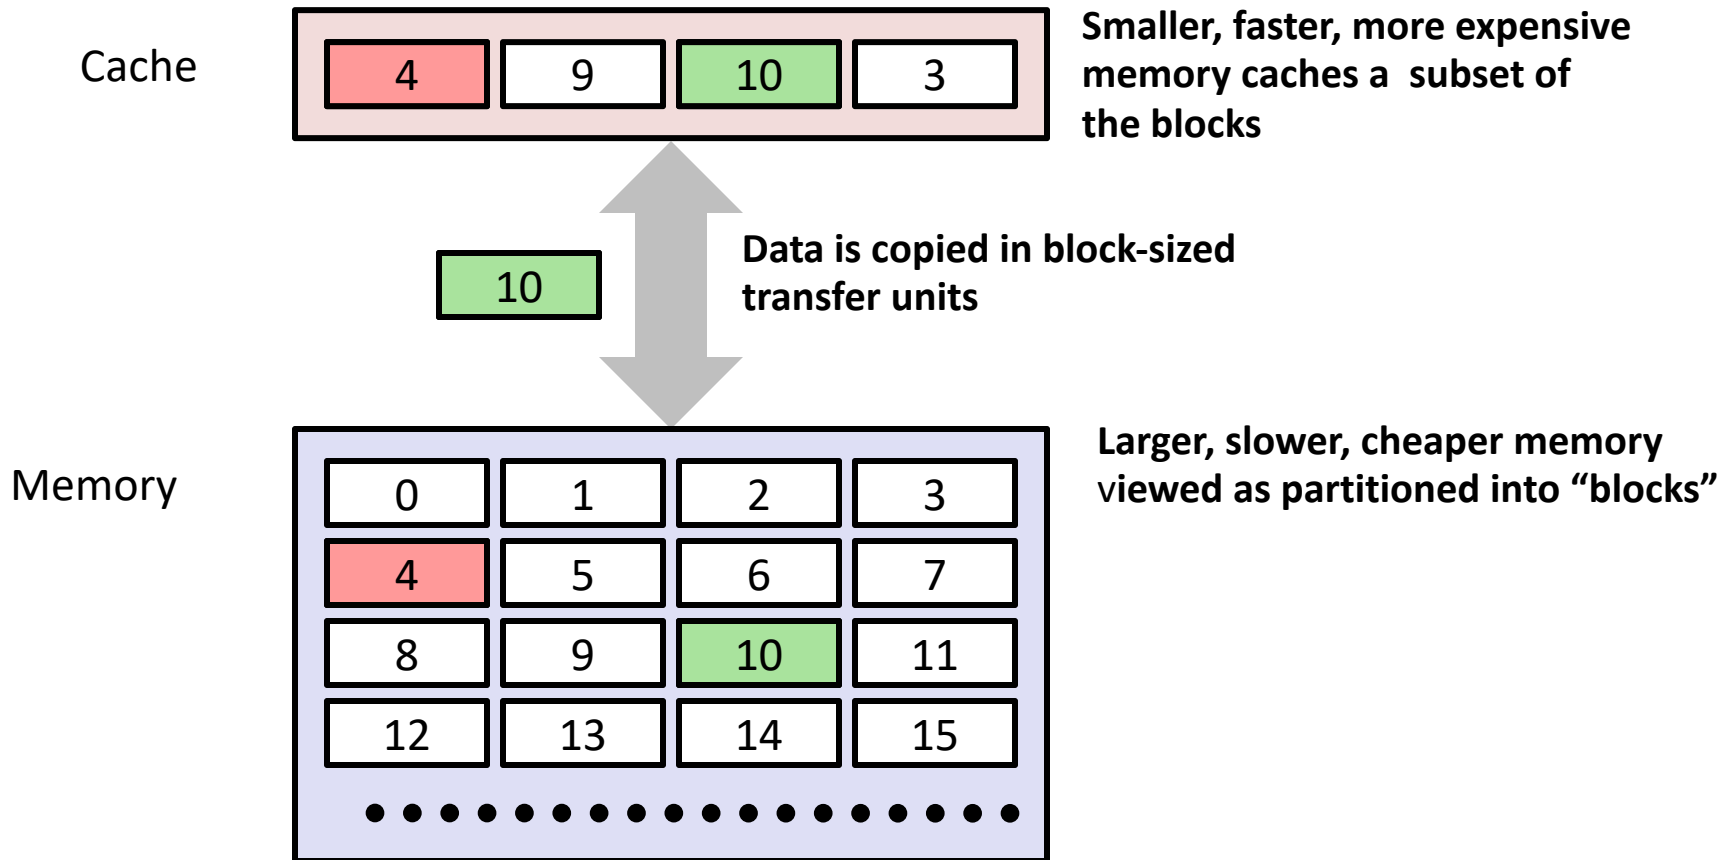 Cache
4 9 10 3
Smaller, faster, more expensive
memory caches a subset of
the blocks
10
Data is copied in block-sized
transfer units
Memory
Larger, slower, cheaper memory
viewed as partitioned into “blocks”
0 1 2 3
4 5 6 7
8 9 10 11
12 13 14 15